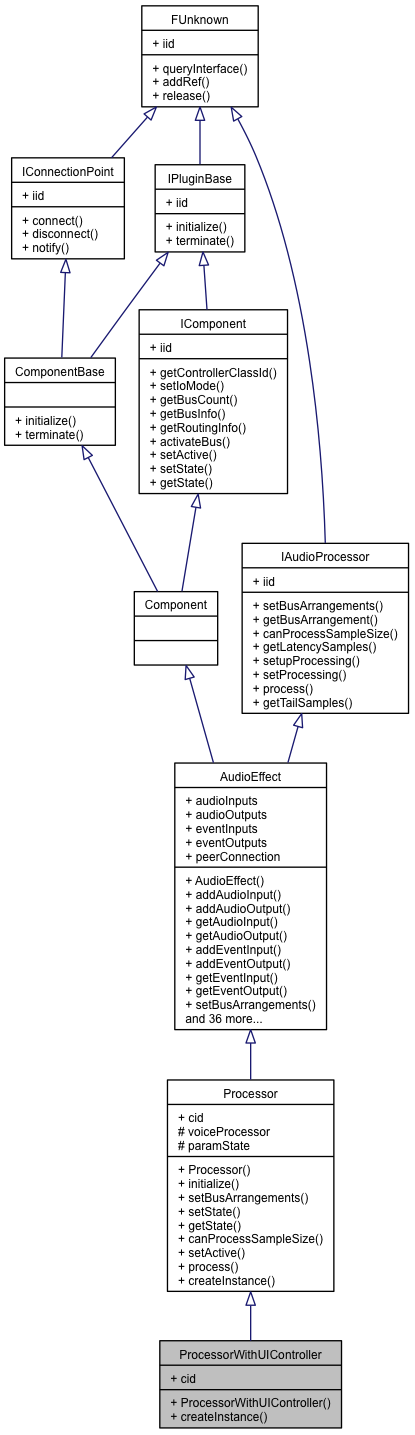 FUnknown
+ iid
+ queryInterface()
+ addRef()
+ release()
IConnectionPoint
+ iid
+ connect()
+ disconnect()
+ notify()
IPluginBase
+ iid
+ initialize()
+ terminate()
IComponent
+ iid
+ getControllerClassId()
+ setIoMode()
+ getBusCount()
+ getBusInfo()
+ getRoutingInfo()
+ activateBus()
+ setActive()
+ setState()
+ getState()
ComponentBase
+ initialize()
+ terminate()
IAudioProcessor
+ iid
+ setBusArrangements()
+ getBusArrangement()
+ canProcessSampleSize()
+ getLatencySamples()
+ setupProcessing()
+ setProcessing()
+ process()
+ getTailSamples()
Component
AudioEffect
+ audioInputs
+ audioOutputs
+ eventInputs
+ eventOutputs
+ peerConnection
+ AudioEffect()
+ addAudioInput()
+ addAudioOutput()
+ getAudioInput()
+ getAudioOutput()
+ addEventInput()
+ addEventOutput()
+ getEventInput()
+ getEventOutput()
+ setBusArrangements()
and 36 more...
Processor
+ cid
# voiceProcessor
# paramState
+ Processor()
+ initialize()
+ setBusArrangements()
+ setState()
+ getState()
+ canProcessSampleSize()
+ setActive()
+ process()
+ createInstance()
ProcessorWithUIController
+ cid
+ ProcessorWithUIController()
+ createInstance()